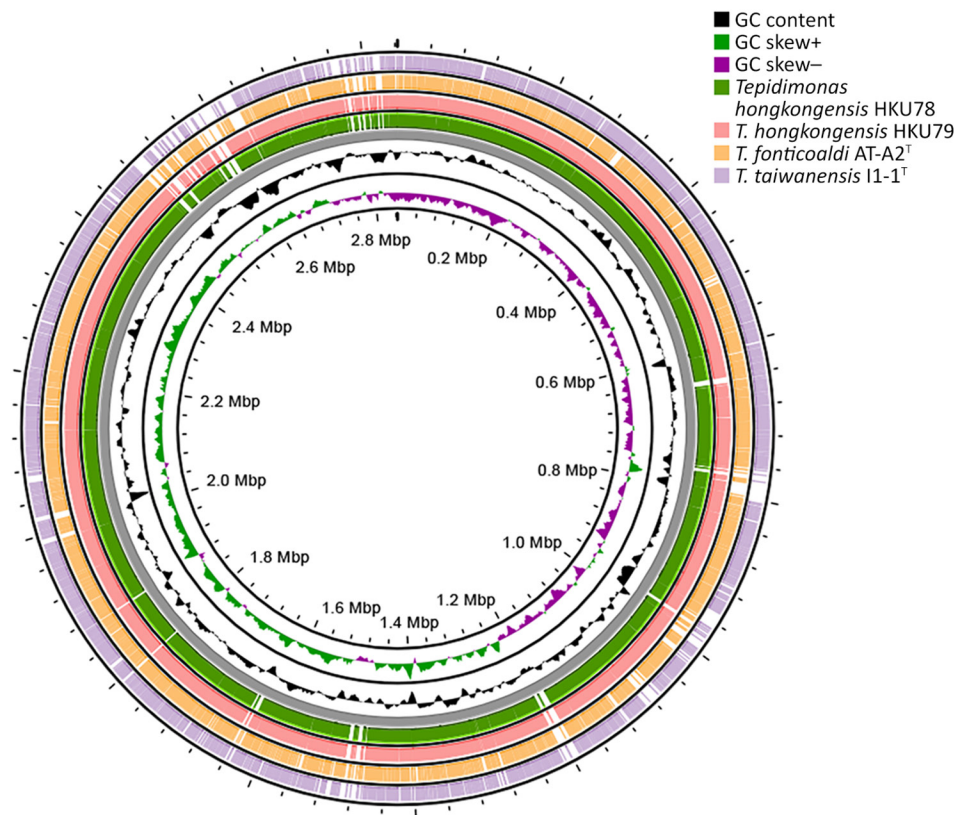 GC content
GC skew+
GC skew–
Tepidimonas
hongkongensis HKU78
T. hongkongensis HKU79
T. fonticoaldi AT-A2ᵀ
T. taiwanensis I1-1ᵀ
2.8 Mbp
0.2 Mbp
2.6 Mbp
0.4 Mbp
2.4 Mbp
0.6 Mbp
2.2 Mbp
0.8 Mbp
2.0 Mbp
1.0 Mbp
1.8 Mbp
1.2 Mbp
1.6 Mbp
1.4 Mbp